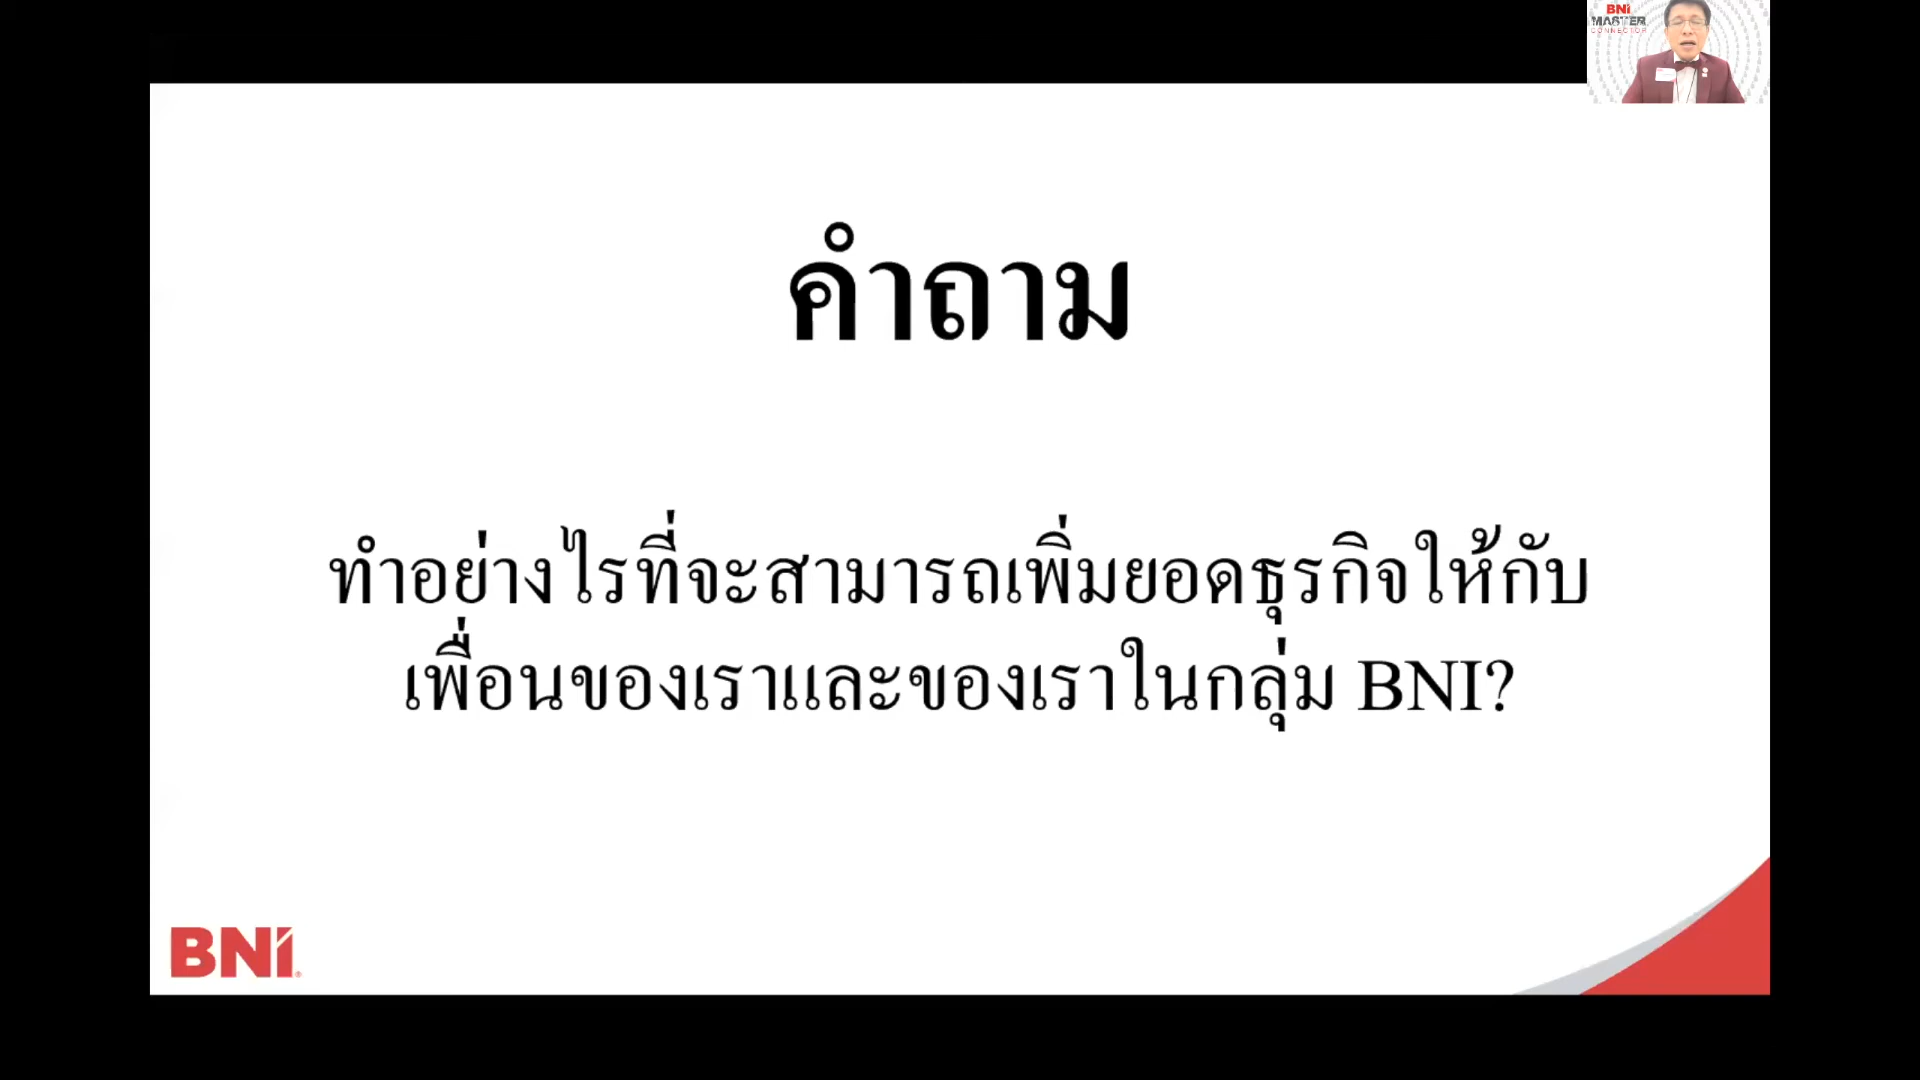 BNI
MASTER
CONNECTOR
คำถาม
ทำอย่างไรที่จะสามารถเพิ่มยอดธุรกิจให้กับ
เพื่อนของเราและของเราในกลุ่ม BNI?
BNI®